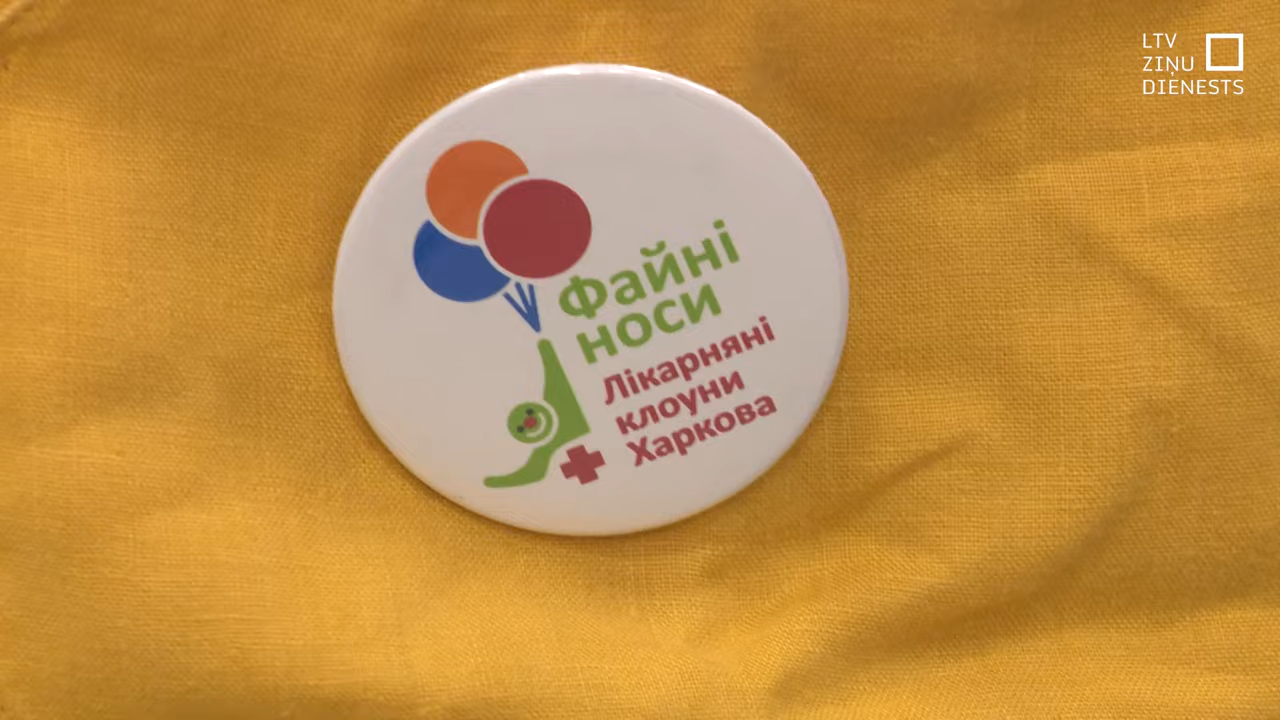 LTV
ZIŅU
DIENESTS
Файні
носи
Лікарняні
клоуни
Харкова